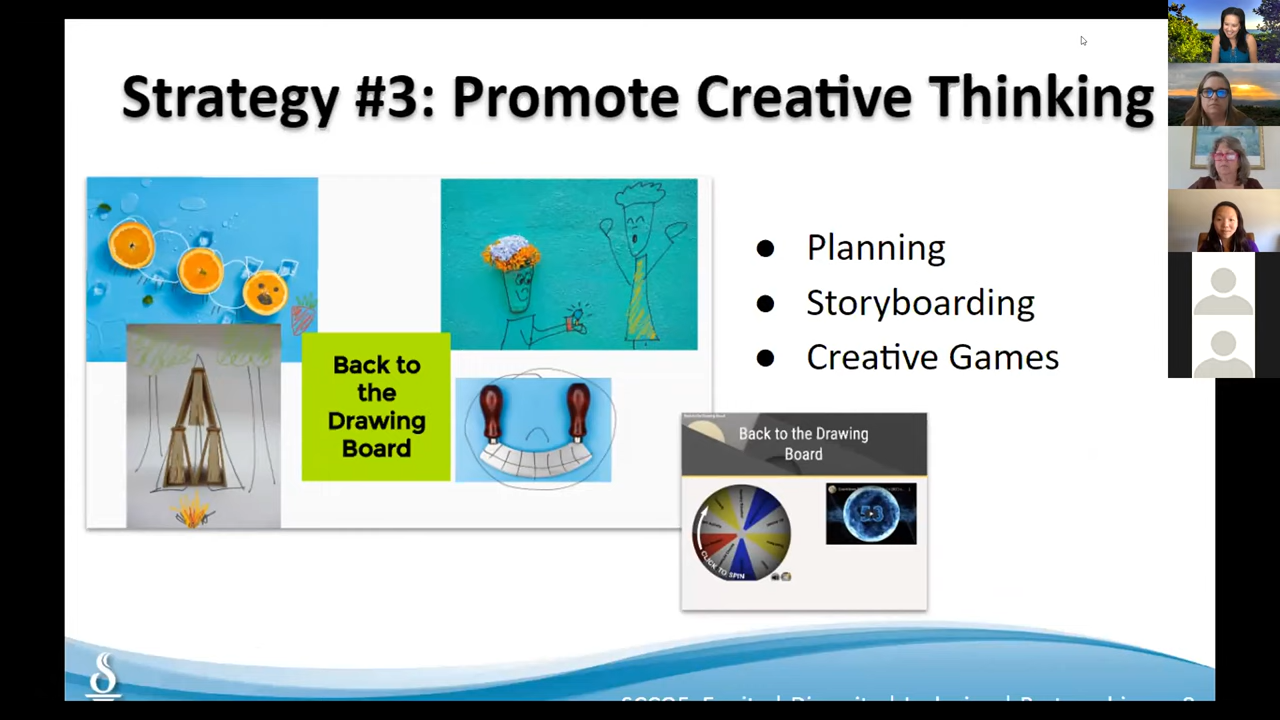 Strategy #3: Promote Creative Thinking
Back to
the
Drawing
Board
● Planning
● Storyboarding
● Creative Games
Back to the Drawing
Board
CLICK TO SPIN
53